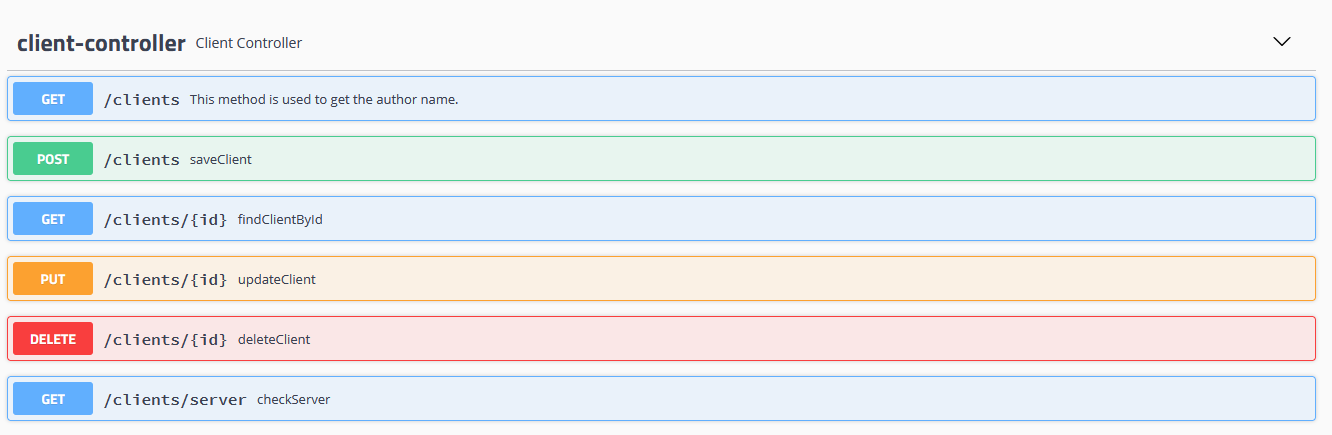 client-controller Client Controller
GET /clients This method is used to get the author name.
POST /clients saveClient
GET /clients/{id} findClientById
PUT /clients/{id} updateClient
DELETE /clients/{id} deleteClient
GET /clients/server checkServer